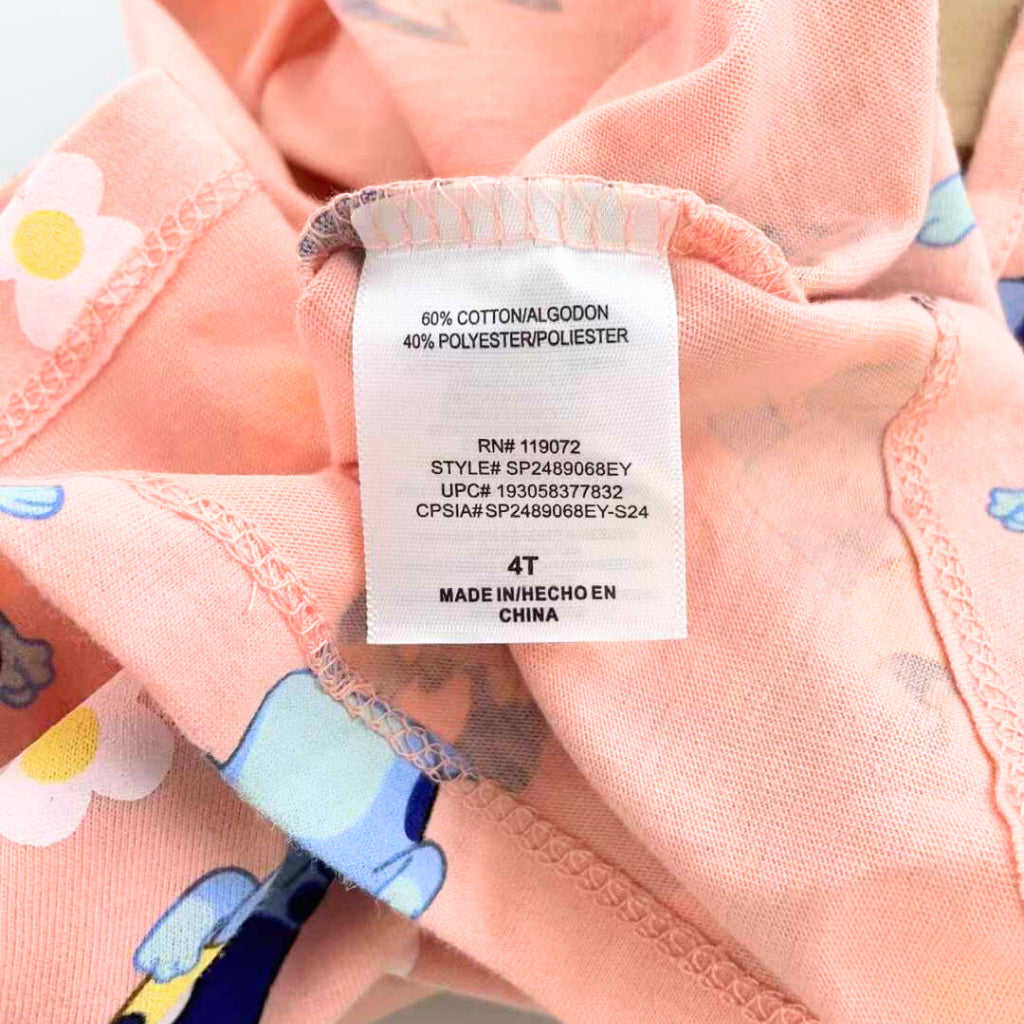 60% COTTON/ALGODON
40% POLYESTER/POLIESTER
RN# 119072
STYLE# SP2489068EY
UPC# 193058377832
CPSIA#SP2489068EY-S24
4T
MADE IN/HECHO EN
CHINA